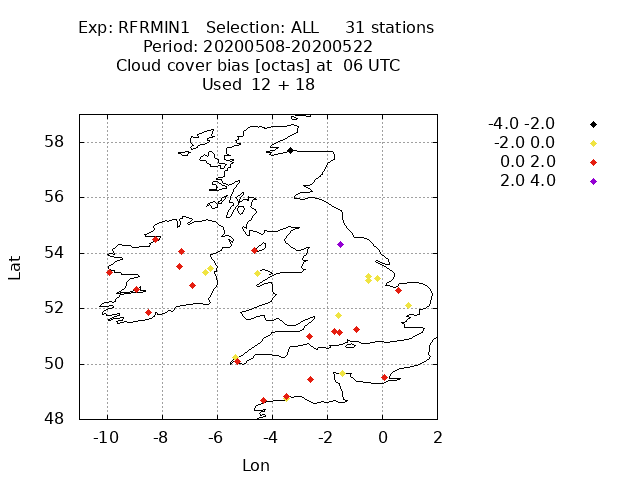 Exp: RFRMIN1   Selection: ALL     31 stations
Period: 20200508-20200522
Cloud cover bias [octas] at  06 UTC
Used  12 + 18
-4.0 -2.0
-2.0 0.0
0.0 2.0
2.0 4.0
58
56
54
52
50
48
Lat
-10 -8 -6 -4 -2 0 2
Lon